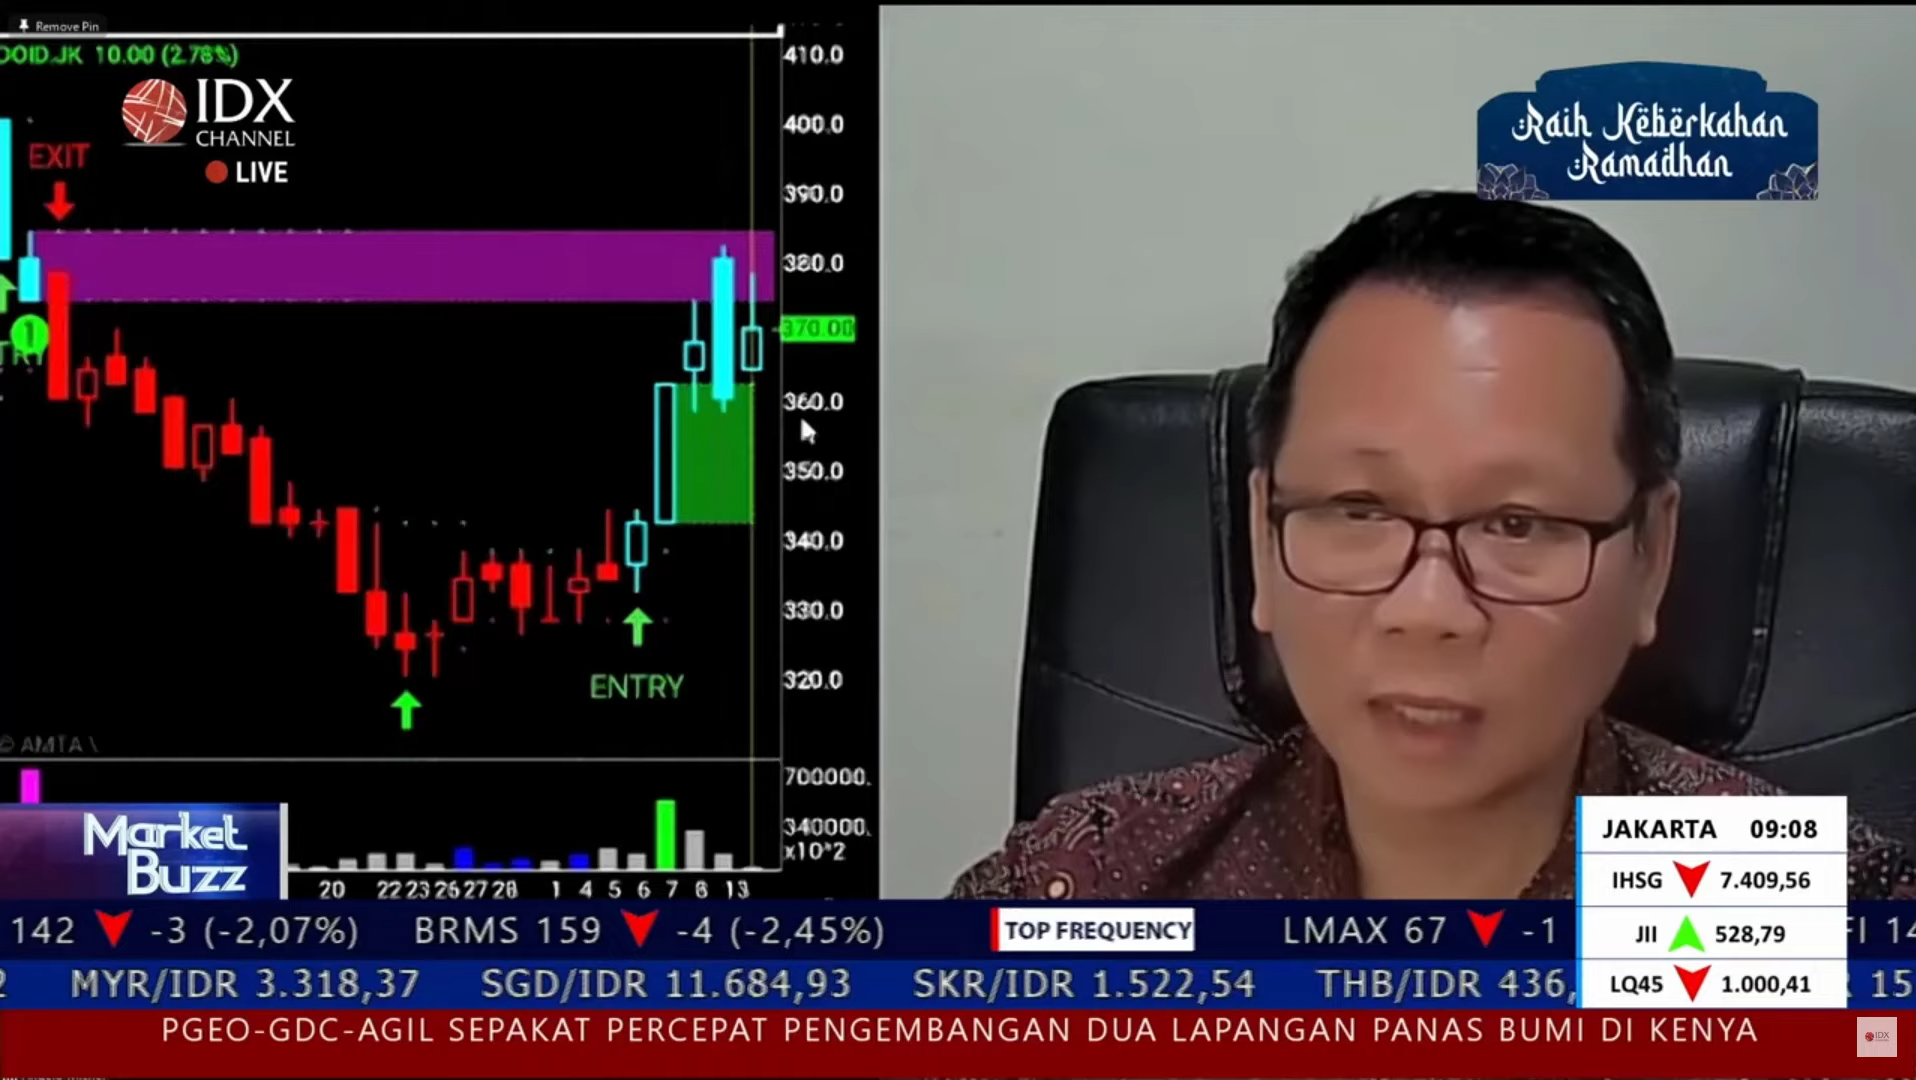 Remove Pin
DOID.JK 10.00 (2.78%)
IDX
CHANNEL
LIVE
EXIT
1
410.0
400.0
390.0
380.0
370.00
360.0
350.0
340.0
330.0
320.0
ENTRY
700000.
340000.
x10^2
20 22 23 26 27 28 1 4 5 6 7 8 13
Raih Keberkahan
Ramadhan
Market
Buzz
JAKARTA 09:08
IHSG 7.409,56
JII 528,79
LQ45 1.000,41
142 -3 (-2,07%) BRMS 159 -4 (-2,45%) TOP FREQUENCY LMAX 67 -1
MYR/IDR 3.318,37 SGD/IDR 11.684,93 SKR/IDR 1.522,54 THB/IDR 436,
PGEO-GDC-AGIL SEPAKAT PERCEPAT PENGEMBANGAN DUA LAPANGAN PANAS BUMI DI KENYA
IDX